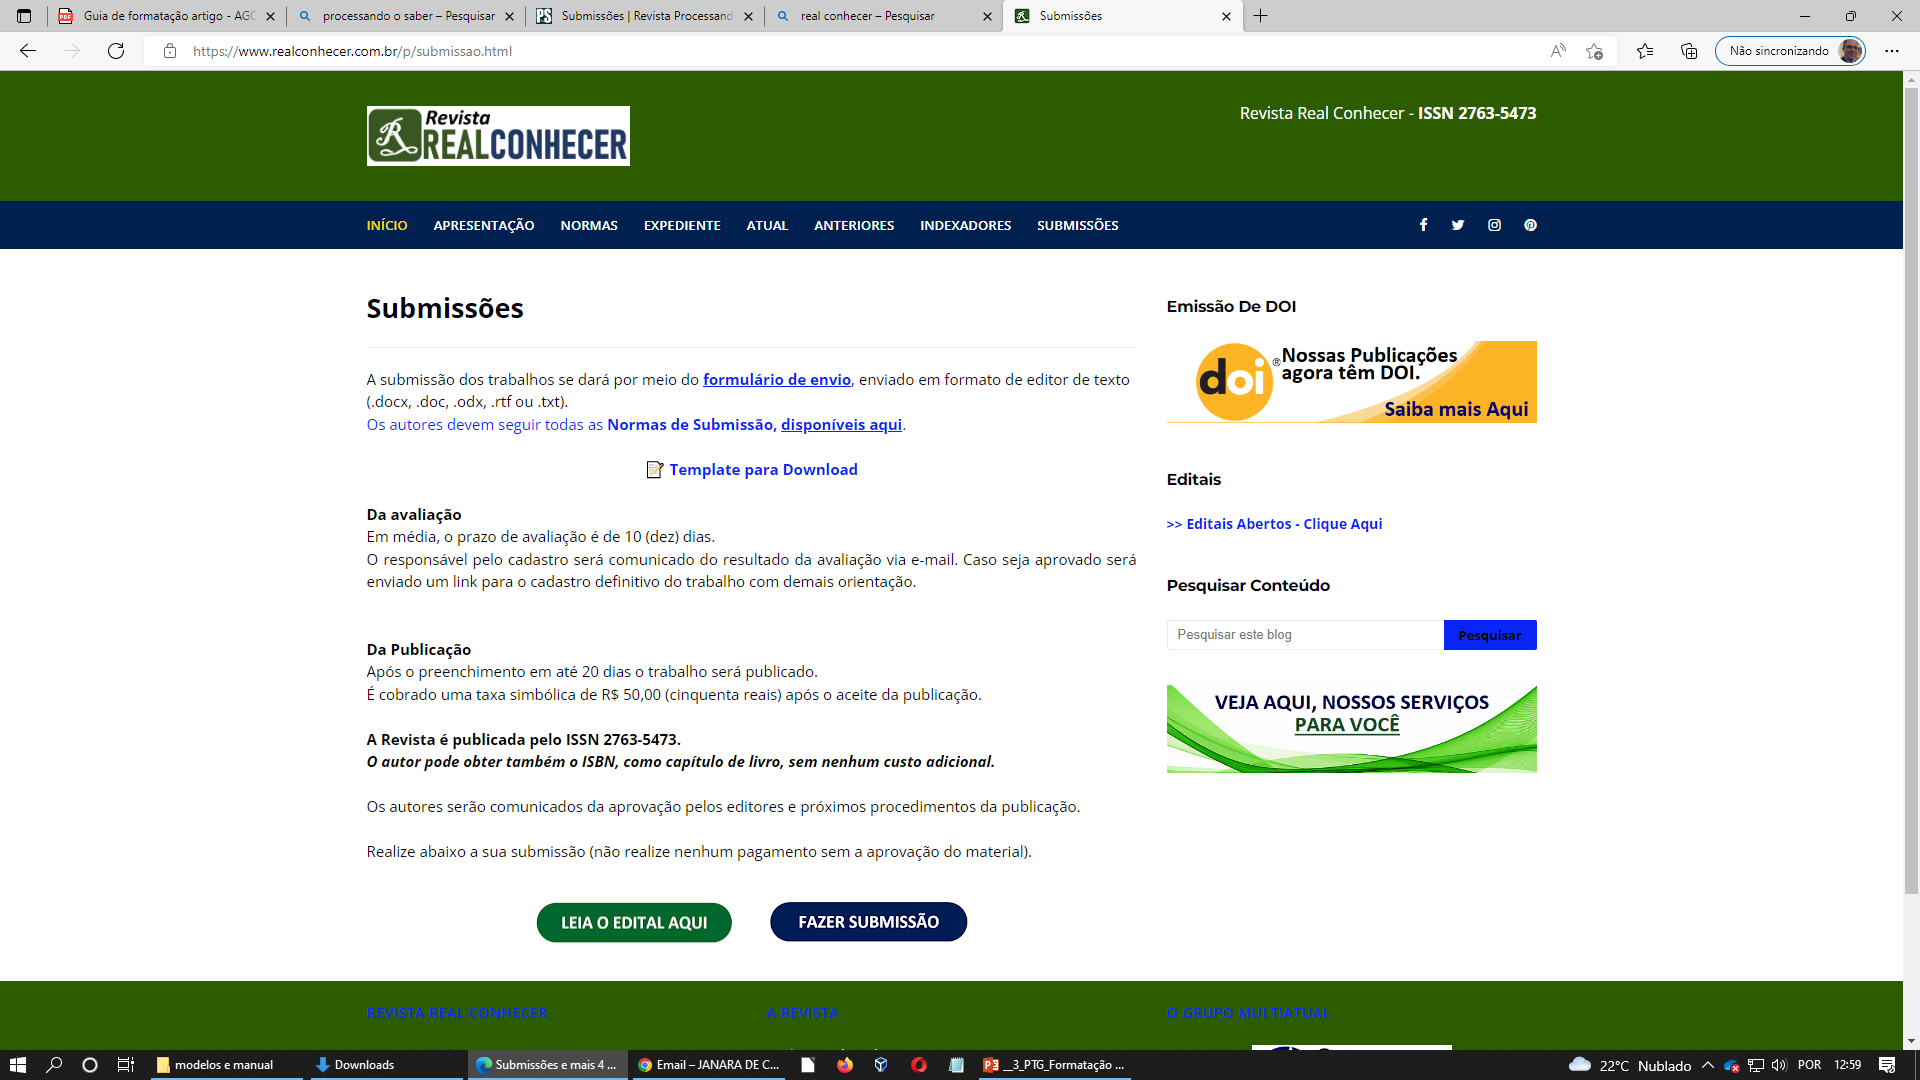 Guia de formatação artigo - AGO
processando o saber – Pesquisar
Submissões | Revista Processand
real conhecer – Pesquisar
Submissões
https://www.realconhecer.com.br/p/submissao.html
Não sincronizando
Revista
REALCONHECER
Revista Real Conhecer - ISSN 2763-5473
INÍCIO APRESENTAÇÃO NORMAS EXPEDIENTE ATUAL ANTERIORES INDEXADORES SUBMISSÕES
Submissões
A submissão dos trabalhos se dará por meio do formulário de envio, enviado em formato de editor de texto
(.docx, .doc, .odx, .rtf ou .txt).
Os autores devem seguir todas as Normas de Submissão, disponíveis aqui.
Template para Download
Da avaliação
Em média, o prazo de avaliação é de 10 (dez) dias.
O responsável pelo cadastro será comunicado do resultado da avaliação via e-mail. Caso seja aprovado será
enviado um link para o cadastro definitivo do trabalho com demais orientação.
Da Publicação
Após o preenchimento em até 20 dias o trabalho será publicado.
É cobrado uma taxa simbólica de R$ 50,00 (cinquenta reais) após o aceite da publicação.
A Revista é publicada pelo ISSN 2763-5473.
O autor pode obter também o ISBN, como capítulo de livro, sem nenhum custo adicional.
Os autores serão comunicados da aprovação pelos editores e próximos procedimentos da publicação.
Realize abaixo a sua submissão (não realize nenhum pagamento sem a aprovação do material).
LEIA O EDITAL AQUI
FAZER SUBMISSÃO
Emissão De DOI
doi
® Nossas Publicações
agora têm DOI.
Saiba mais Aqui
Editais
>> Editais Abertos - Clique Aqui
Pesquisar Conteúdo
Pesquisar este blog
Pesquisar
VEJA AQUI, NOSSOS SERVIÇOS
PARA VOCÊ
REVISTA REAL CONHECER
A REVISTA
O GRUPO MULTIATUAL
modelos e manual
Downloads
Submissões e mais 4 ...
Email – JANARA DE C...
__3_PTG_Formatação ...
22°C Nublado
POR
12:59